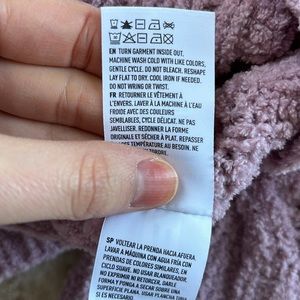 EN TURN GARMENT INSIDE OUT.
MACHINE WASH COLD WITH LIKE COLORS,
GENTLE CYCLE. DO NOT BLEACH. RESHAPE
LAY FLAT TO DRY. COOL IRON IF NEEDED.
DO NOT WRING OR TWIST.
FR RETOURNER LE VÊTEMENT À
L'ENVERS. LAVER À LA MACHINE À L'EAU
FROIDE AVEC DES COULEURS
SEMBLABLES, CYCLE DÉLICAT. NE PAS
JAVELLISER. REDONNER LA FORME
ORIGINALE ET SÉCHER À PLAT. REPASSER
TEMPÉRATURE AU BESOIN. NE
SP VOLTEAR LA PRENDA HACIA AFUERA.
LAVAR A MÁQUINA CON AGUA FRÍA CON
PRENDAS DE COLORES SIMILARES, EN
CICLO SUAVE. NO USAR BLANQUEADOR.
NO EXPRIMIR NI RETORCER. VUELVA A DAR
FORMA Y PONGA A SECAR SOBRE UNA
SUPERFICIE PLANA. USAR PLANCHA TIBIA
SI ES NECESARIO.